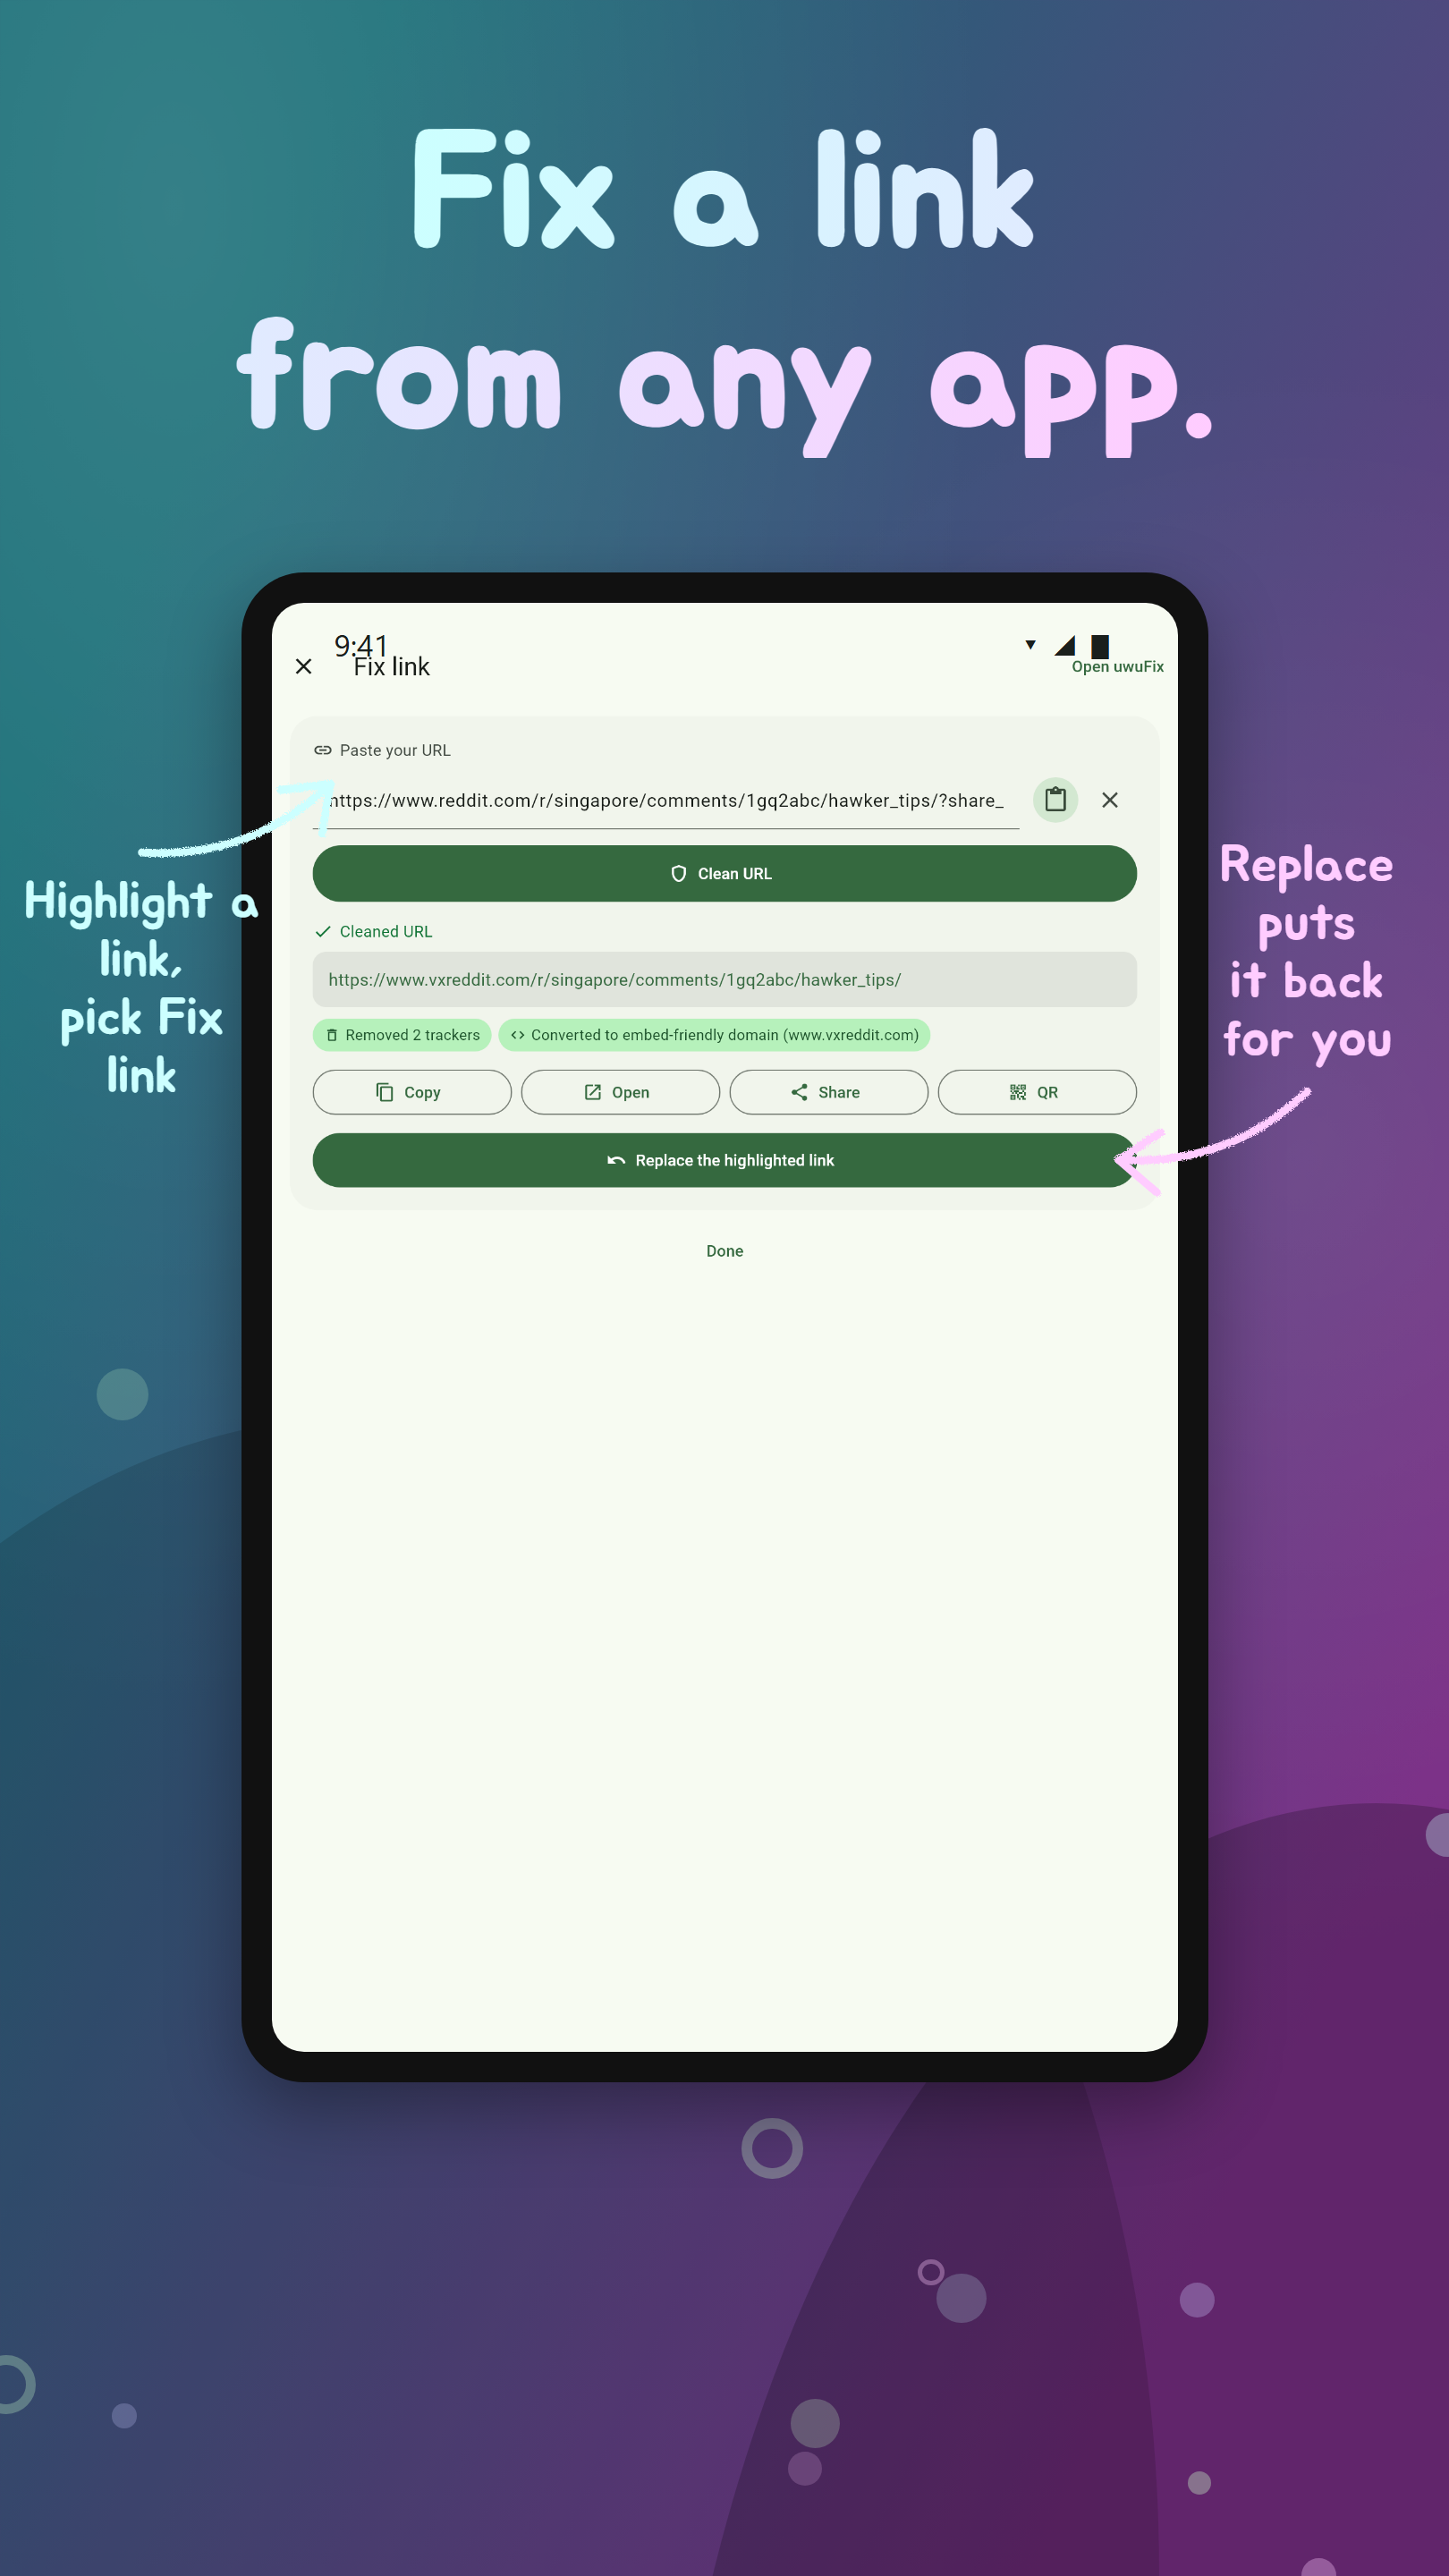 Fix a link
from any app.
9:41
Fix link
Open uwuFix
Paste your URL
https://www.reddit.com/r/singapore/comments/1gq2abc/hawker_tips/?share_
Clean URL
Cleaned URL
https://www.vxreddit.com/r/singapore/comments/1gq2abc/hawker_tips/
Removed 2 trackers
Converted to embed-friendly domain (www.vxreddit.com)
Copy
Open
Share
QR
Replace the highlighted link
Done
Highlight a
link,
pick Fix
link
Replace
puts
it back
for you